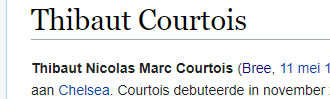 Thibaut Courtois
Thibaut Nicolas Marc Courtois (Bree, 11 mei 1
aan Chelsea. Courtois debuteerde in november